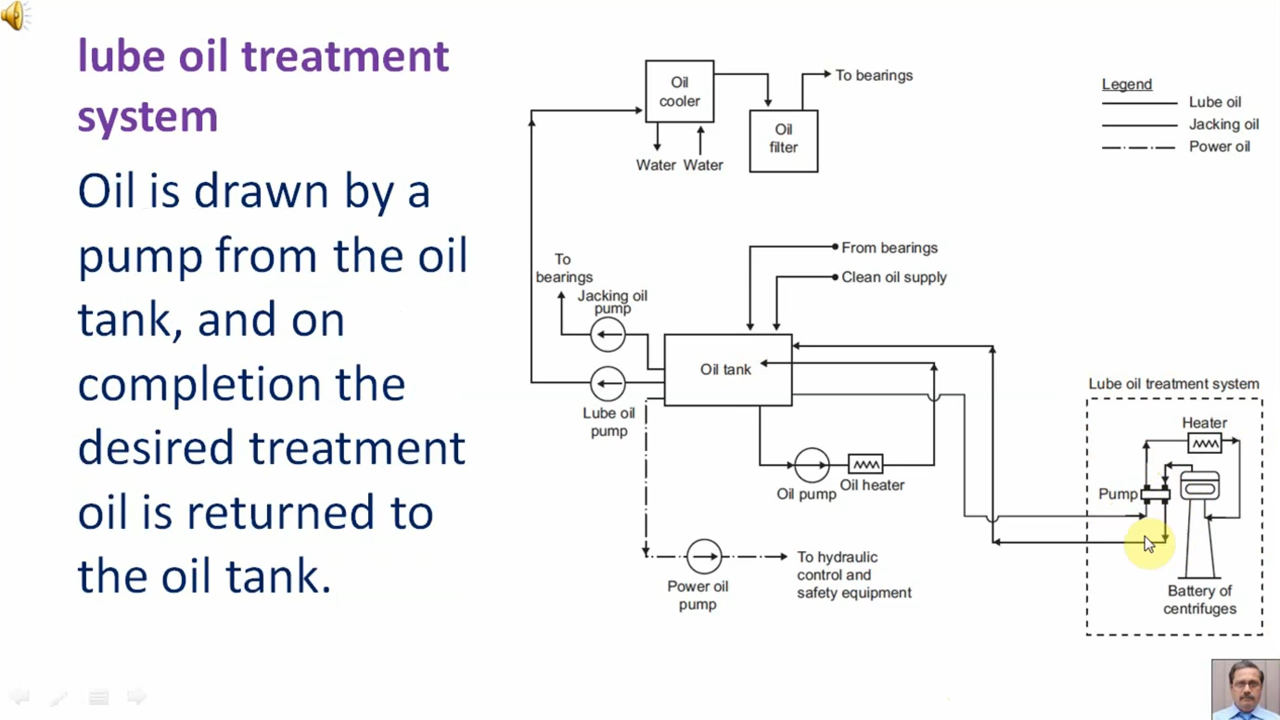 lube oil treatment
system
Oil is drawn by a
pump from the oil
tank, and on
completion the
desired treatment
oil is returned to
the oil tank.
Oil
cooler
To bearings
Oil
filter
Water Water
Legend
Lube oil
Jacking oil
Power oil
From bearings
Clean oil supply
To
bearings
Jacking oil
pump
Oil tank
Lube oil
pump
Oil pump
Oil heater
Power oil
pump
To hydraulic
control and
safety equipment
Lube oil treatment system
Heater
Pump
Battery of
centrifuges